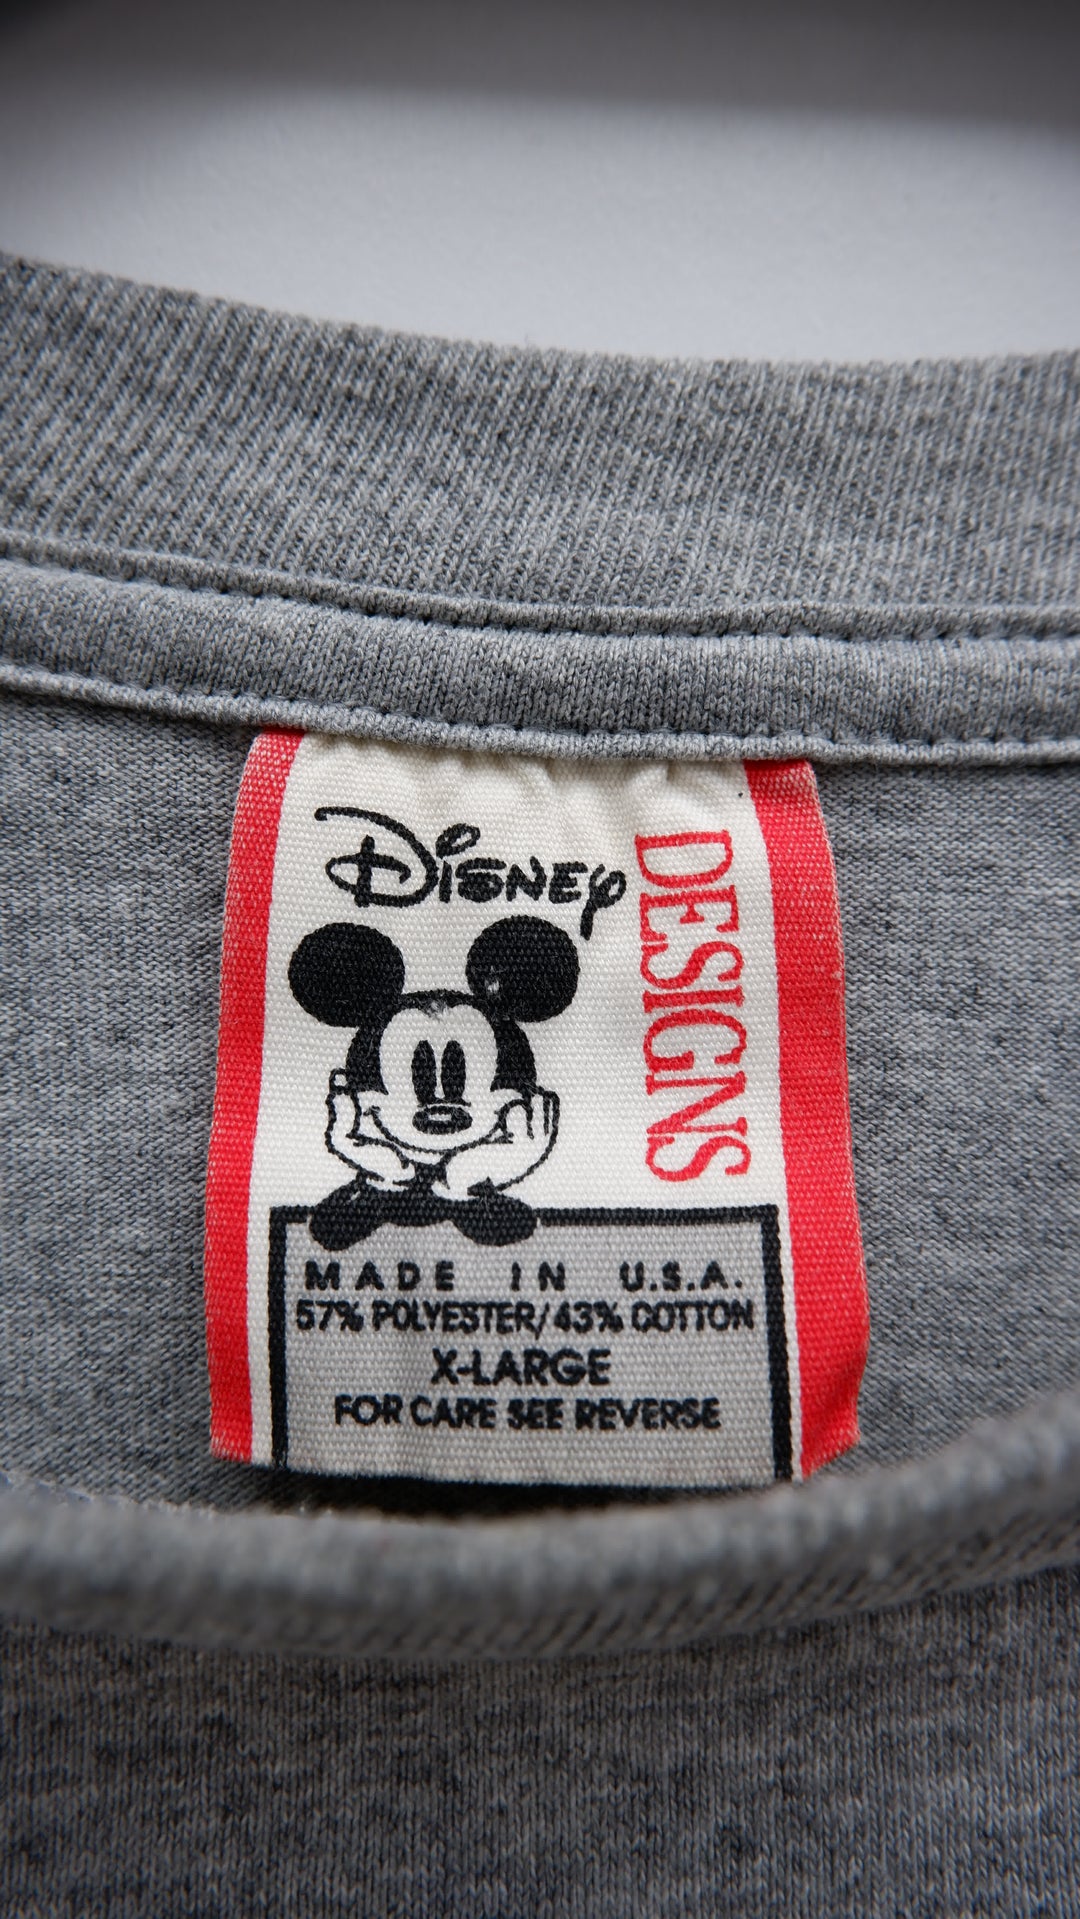 Disney
DESIGNS
MADE IN U.S.A.
57% POLYESTER/43% COTTON
X-LARGE
FOR CARE SEE REVERSE